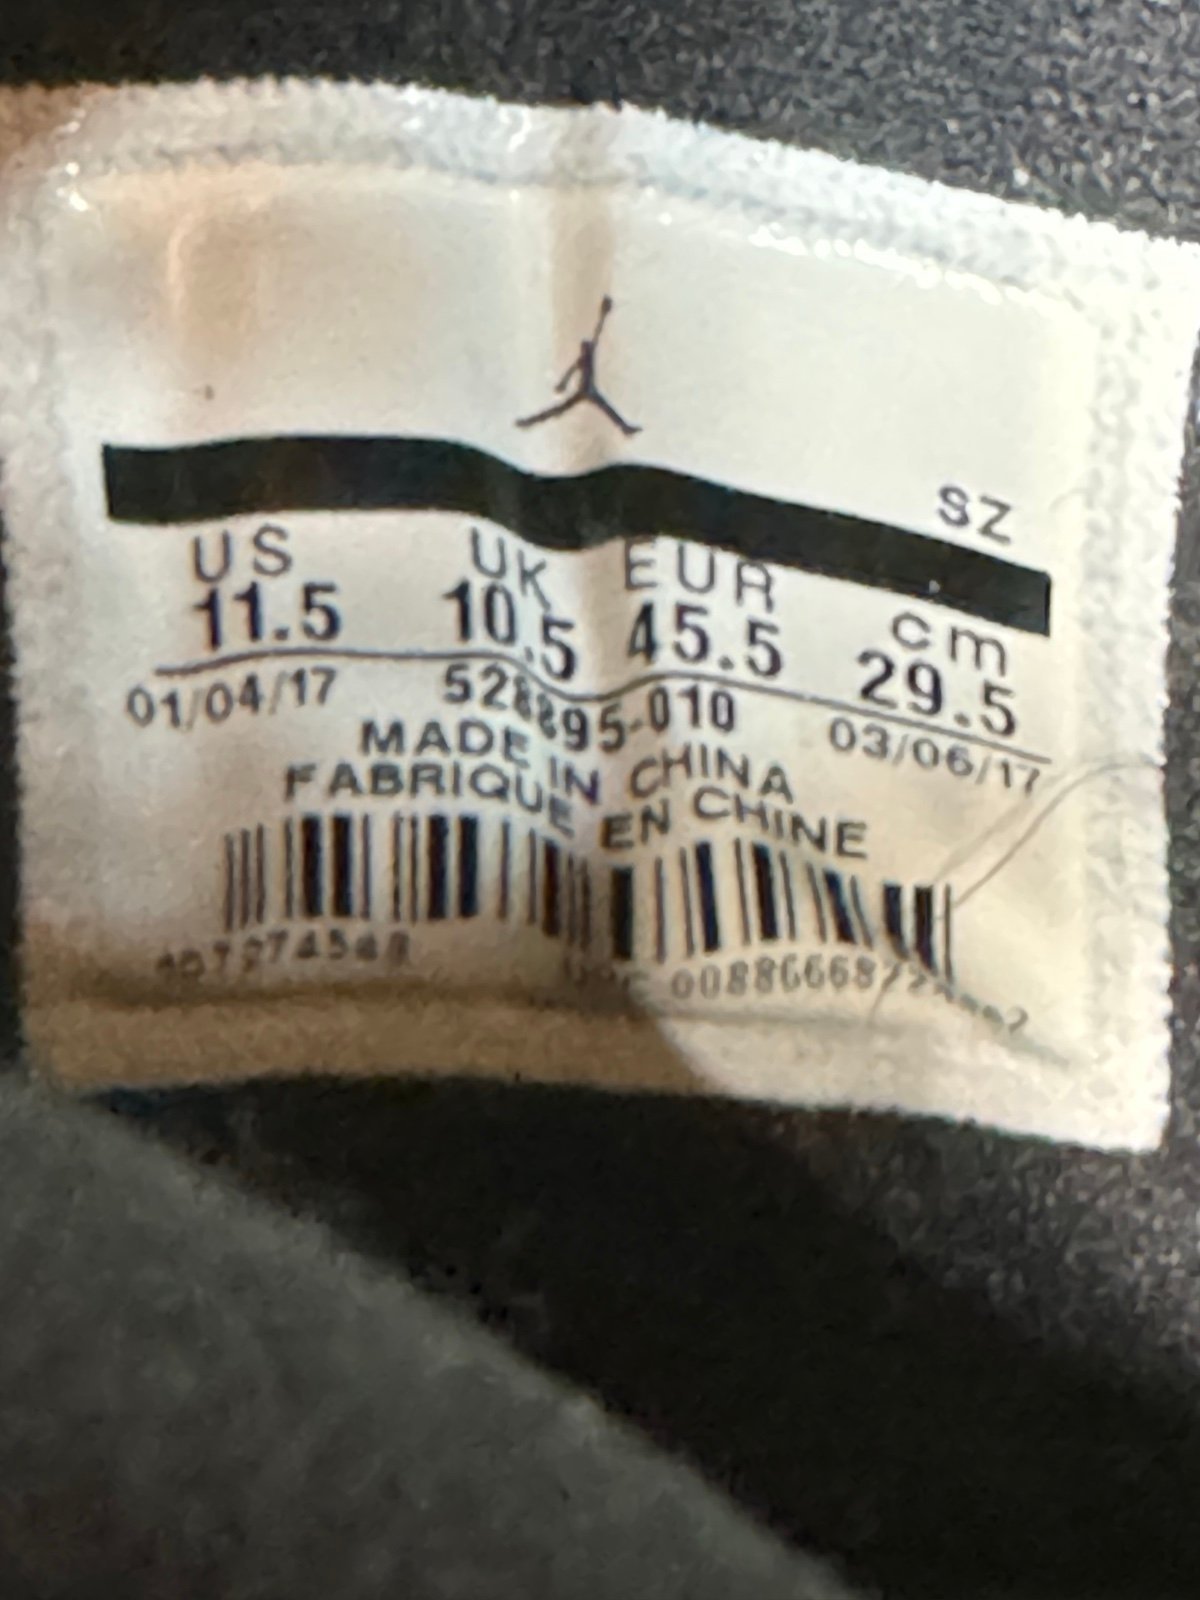 SZ
US UK EUR cm
11.5 10.5 45.5 29.5
01/04/17 528895-010 03/06/17
MADE IN CHINA
FABRIQUE EN CHINE